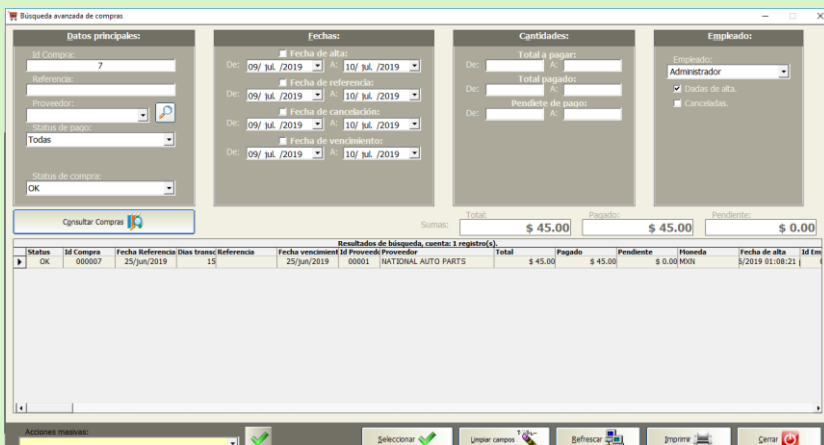 Búsqueda avanzada de compras
Datos principales:
Id Compra:
7
Referencia:
Proveedor:
Status de pago:
Todas
Status de compra:
OK
Fechas:
Fecha de alta:
De: 09/ jul. /2019 A: 10/ jul. /2019
Fecha de referencia:
De: 09/ jul. /2019 A: 10/ jul. /2019
Fecha de cancelación:
De: 09/ jul. /2019 A: 10/ jul. /2019
Fecha de vencimiento:
De: 09/ jul. /2019 A: 10/ jul. /2019
Cantidades:
Total a pagar:
De: A:
Total pagado:
De: A:
Pendiete de pago:
De: A:
Empleado:
Empleado:
Administrador
Dadas de alta.
Canceladas.
Consultar Compras
Sumas:
Total: Pagado: Pendiente:
$ 45.00 $ 45.00 $ 0.00
Resultados de búsqueda, cuenta: 1 registro(s).
Status Id Compra Fecha Referencia Dias transc Referencia Fecha vencimient Id Proveed Proveedor Total Pagado Pendiente Moneda Fecha de alta Id Em
OK 000007 25/jun/2019 15 25/jun/2019 00001 NATIONAL AUTO PARTS $ 45.00 $ 45.00 $ 0.00 MXN 5/2019 01:08:21
Acciones masivas:
Seleccionar Limpiar campos Refrescar Imprimir Cerrar